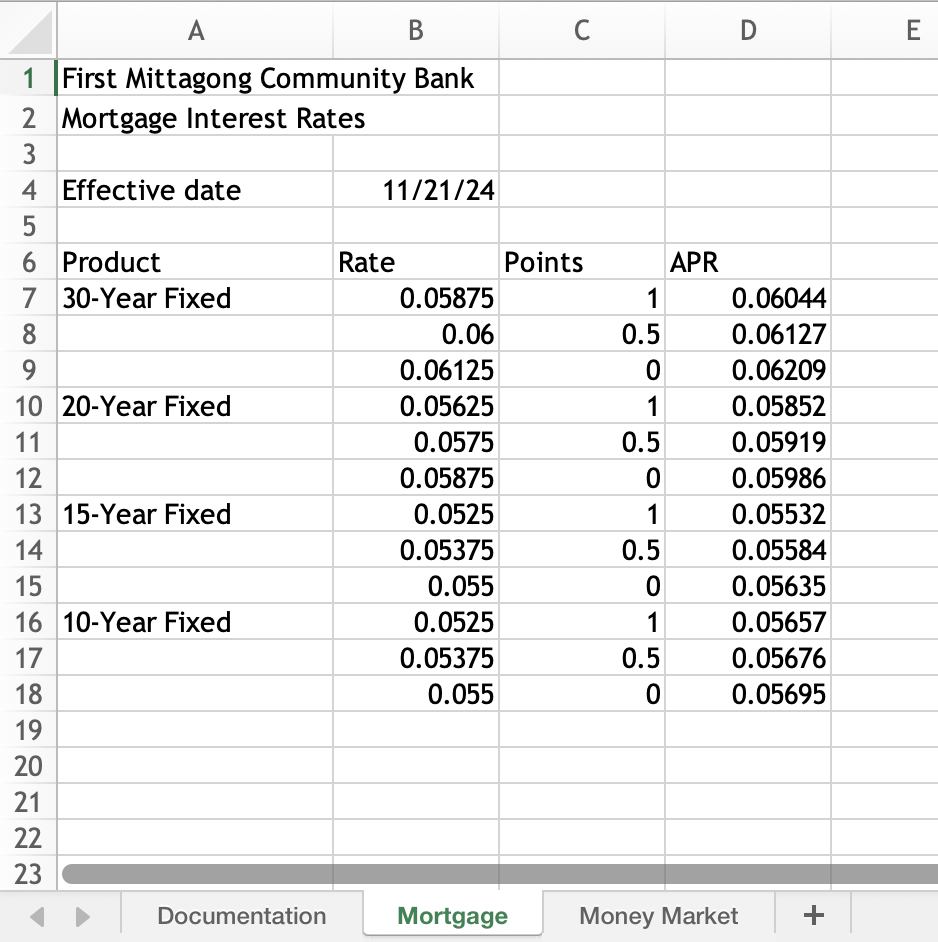 A B C D E
1 First Mittagong Community Bank
2 Mortgage Interest Rates
3
4 Effective date 11/21/24
5
6 Product Rate Points APR
7 30-Year Fixed 0.05875 1 0.06044
8 0.06 0.5 0.06127
9 0.06125 0 0.06209
10 20-Year Fixed 0.05625 1 0.05852
11 0.0575 0.5 0.05919
12 0.05875 0 0.05986
13 15-Year Fixed 0.0525 1 0.05532
14 0.05375 0.5 0.05584
15 0.055 0 0.05635
16 10-Year Fixed 0.0525 1 0.05657
17 0.05375 0.5 0.05676
18 0.055 0 0.05695
19
20
21
22
23
Documentation Mortgage Money Market +